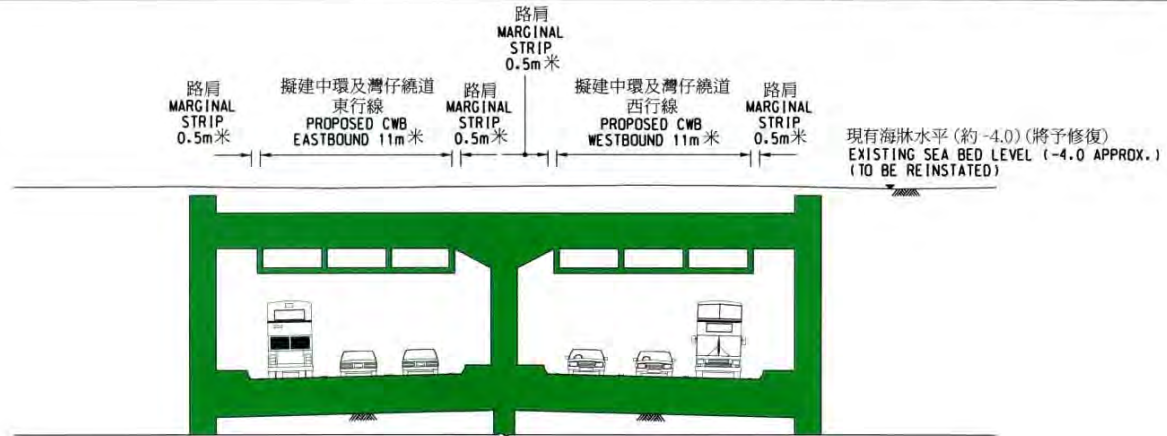 路肩
MARGINAL
STRIP
0.5m米
路肩
MARGINAL
STRIP
0.5m米
擬建中環及灣仔繞道
東行線
PROPOSED CWB
EASTBOUND 11m米
路肩
MARGINAL
STRIP
0.5m米
擬建中環及灣仔繞道
西行線
PROPOSED CWB
WESTBOUND 11m米
路肩
MARGINAL
STRIP
0.5m米
現有海牀水平(約 -4.0)(將予修復)
EXISTING SEA BED LEVEL (-4.0 APPROX.)
(TO BE REINSTATED)